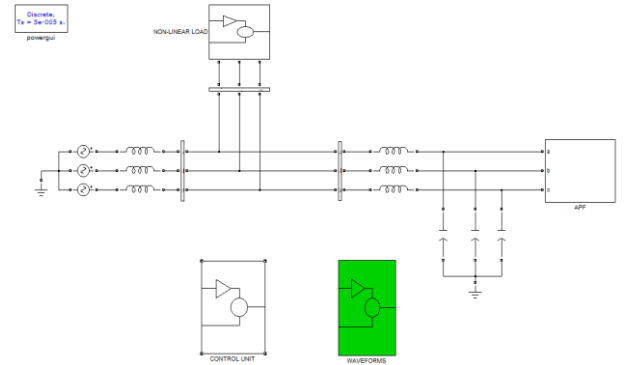 Discrete,
Ts = 5e-005 s.
powergui
NON-LINEAR LOAD
a
b
c
APF
CONTROL UNIT
WAVEFORMS